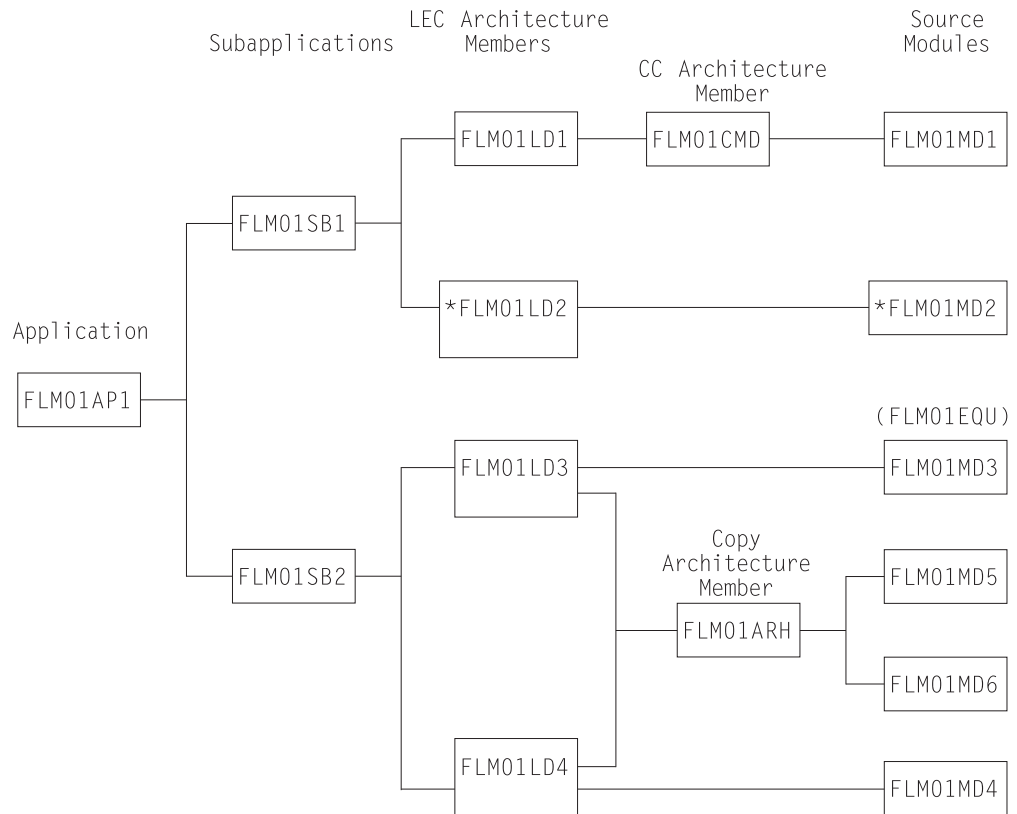 LEC Architecture
Members
Source
Modules
Subapplications
CC Architecture
Member
FLM01LD1
FLM01CMD
FLM01MD1
FLM01SB1
*FLM01LD2
*FLM01MD2
Application
FLM01AP1
(FLM01EQU)
FLM01LD3
FLM01MD3
Copy
Architecture
Member
FLM01SB2
FLM01MD5
FLM01ARH
FLM01MD6
FLM01LD4
FLM01MD4